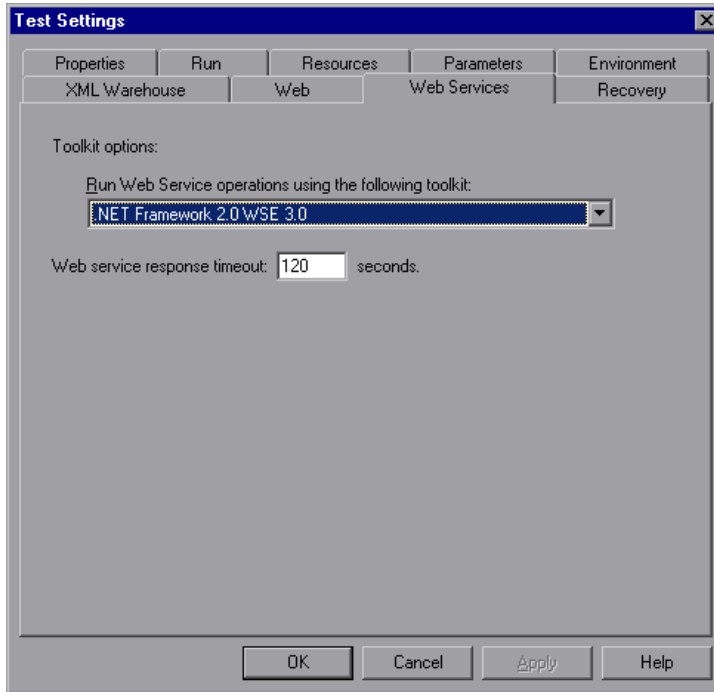 Test Settings
Properties Run Resources Parameters Environment
XML Warehouse Web Web Services Recovery
Toolkit options:
Run Web Service operations using the following toolkit:
.NET Framework 2.0 WSE 3.0
Web service response timeout: 120 seconds.
OK Cancel Apply Help